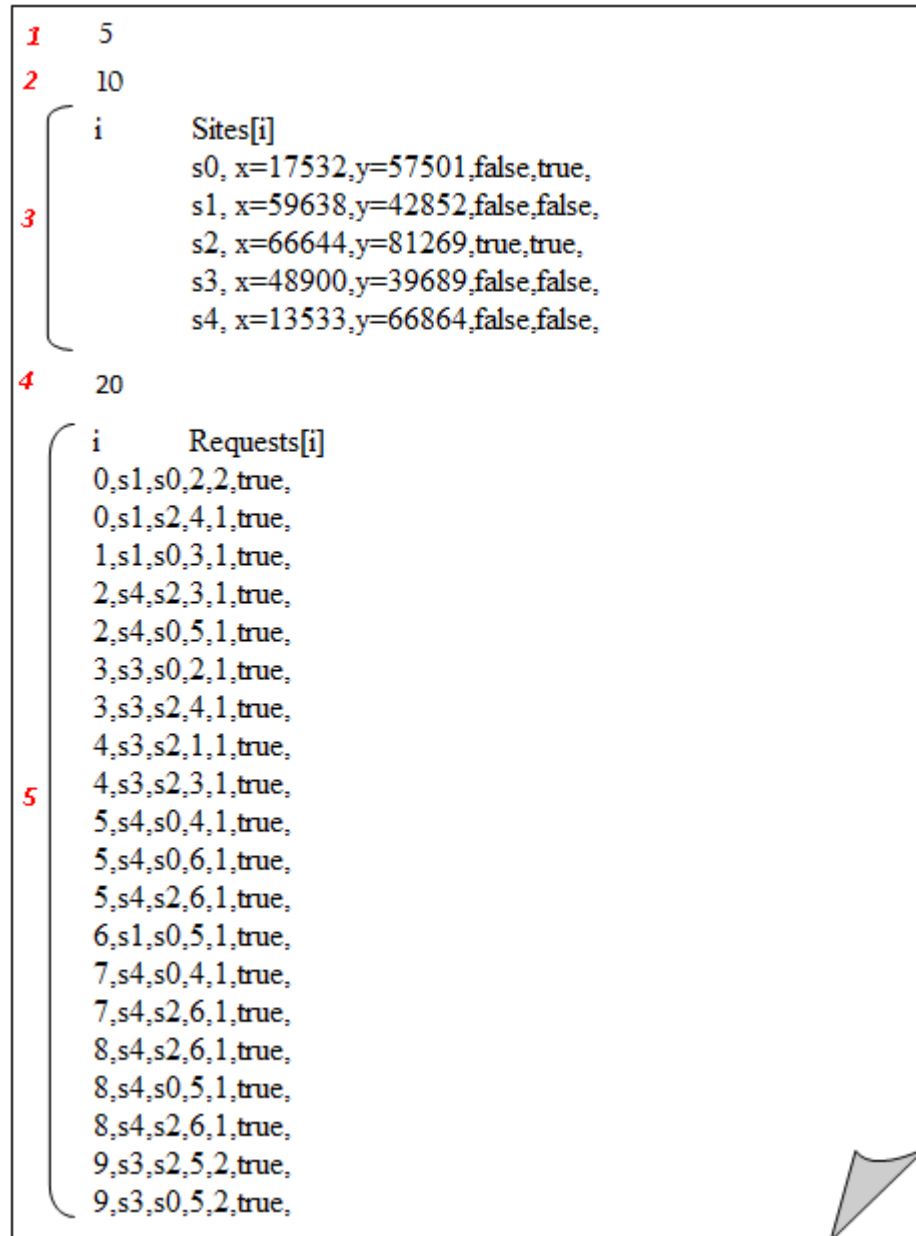 1 5
2 10
i Sites[i]
s0, x=17532,y=57501,false,true,
s1, x=59638,y=42852,false,false,
3
s2, x=66644,y=81269,true,true,
s3, x=48900,y=39689,false,false,
s4, x=13533,y=66864,false,false,
4 20
i Requests[i]
0,s1,s0,2,2,true,
0,s1,s2,4,1,true,
1,s1,s0,3,1,true,
2,s4,s2,3,1,true,
2,s4,s0,5,1,true,
3,s3,s0,2,1,true,
3,s3,s2,4,1,true,
4,s3,s2,1,1,true,
4,s3,s2,3,1,true,
5
5,s4,s0,4,1,true,
5,s4,s0,6,1,true,
5,s4,s2,6,1,true,
6,s1,s0,5,1,true,
7,s4,s0,4,1,true,
7,s4,s2,6,1,true,
8,s4,s2,6,1,true,
8,s4,s0,5,1,true,
8,s4,s2,6,1,true,
9,s3,s2,5,2,true,
9,s3,s0,5,2,true,